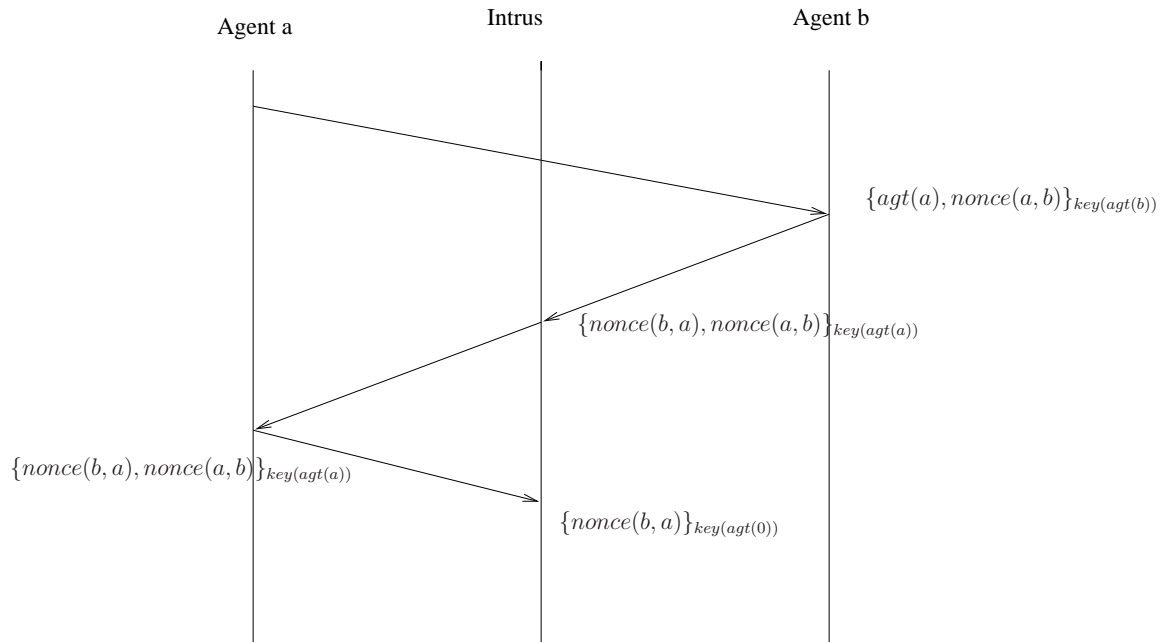 Agent a
Intrus
Agent b
{agt(a), nonce(a, b)}key(agt(b))
{nonce(b, a), nonce(a, b)}key(agt(a))
{nonce(b, a), nonce(a, b)}key(agt(a))
{nonce(b, a)}key(agt(0))